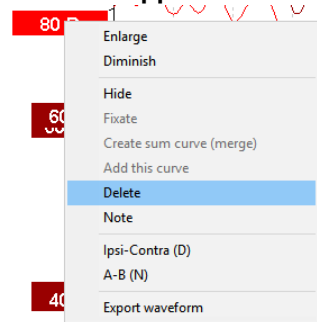 80
Enlarge
Diminish
Hide
60
Fixate
Create sum curve (merge)
Add this curve
Delete
Note
Ipsi-Contra (D)
A-B (N)
40
Export waveform